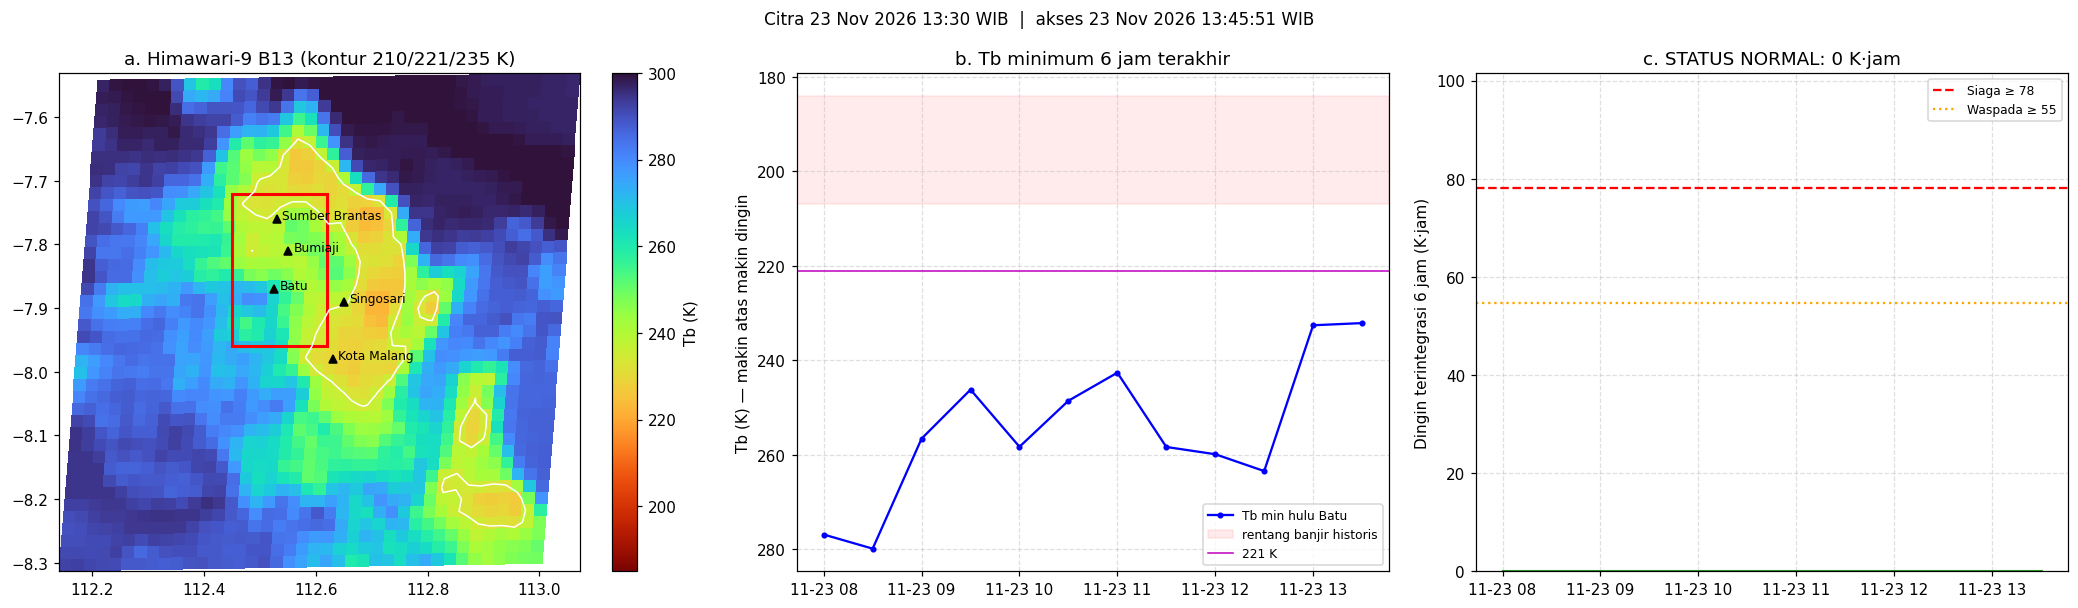 Citra 23 Nov 2026 13:30 WIB | akses 23 Nov 2026 13:45:51 WIB
a. Himawari-9 B13 (kontur 210/221/235 K)
−7.6
−7.7
−7.8
−7.9
−8.0
−8.1
−8.2
−8.3
112.2
112.4
112.6
112.8
113.0
Sumber Brantas
Bumiaji
Batu
Singosari
Kota Malang
300
280
260
240
220
200
Tb (K)
b. Tb minimum 6 jam terakhir
Tb (K) — makin atas makin dingin
180
200
220
240
260
280
11-23 08
11-23 09
11-23 10
11-23 11
11-23 12
11-23 13
Tb min hulu Batu
rentang banjir historis
221 K
c. STATUS NORMAL: 0 K·jam
Dingin terintegrasi 6 jam (K·jam)
100
80
60
40
20
0
11-23 08
11-23 09
11-23 10
11-23 11
11-23 12
11-23 13
Siaga ≥ 78
Waspada ≥ 55